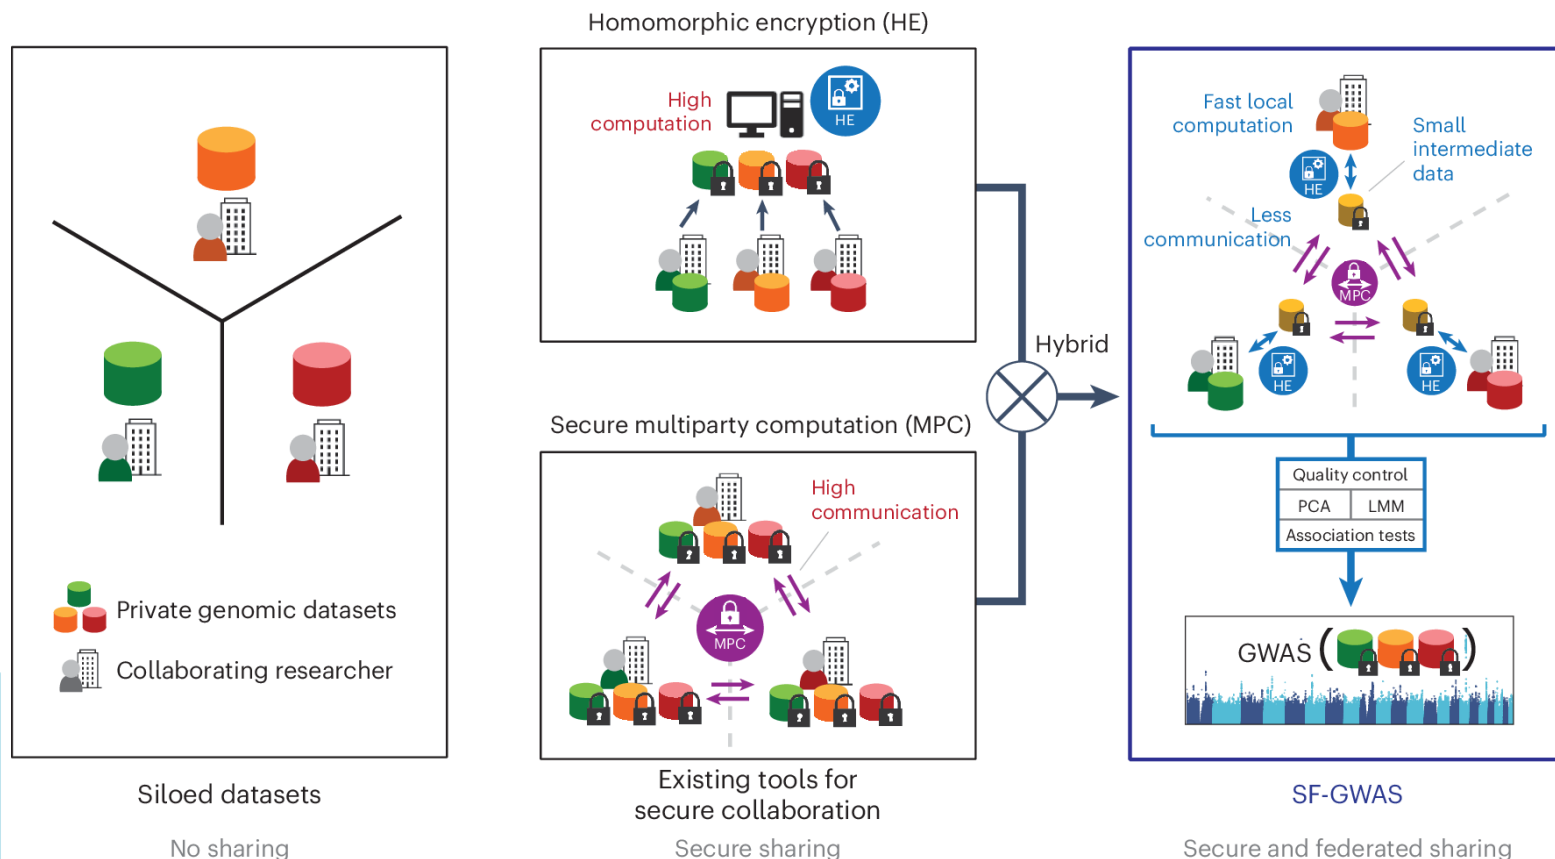 Private genomic datasets
Collaborating researcher
Siloed datasets
No sharing
Homomorphic encryption (HE)
High
computation
HE
Secure multiparty computation (MPC)
High
communication
MPC
Existing tools for
secure collaboration
Secure sharing
Hybrid
Fast local
computation
Small
intermediate
data
HE
Less
communication
MPC
HE
HE
Quality control
PCA
LMM
Association tests
GWAS ( )
SF-GWAS
Secure and federated sharing